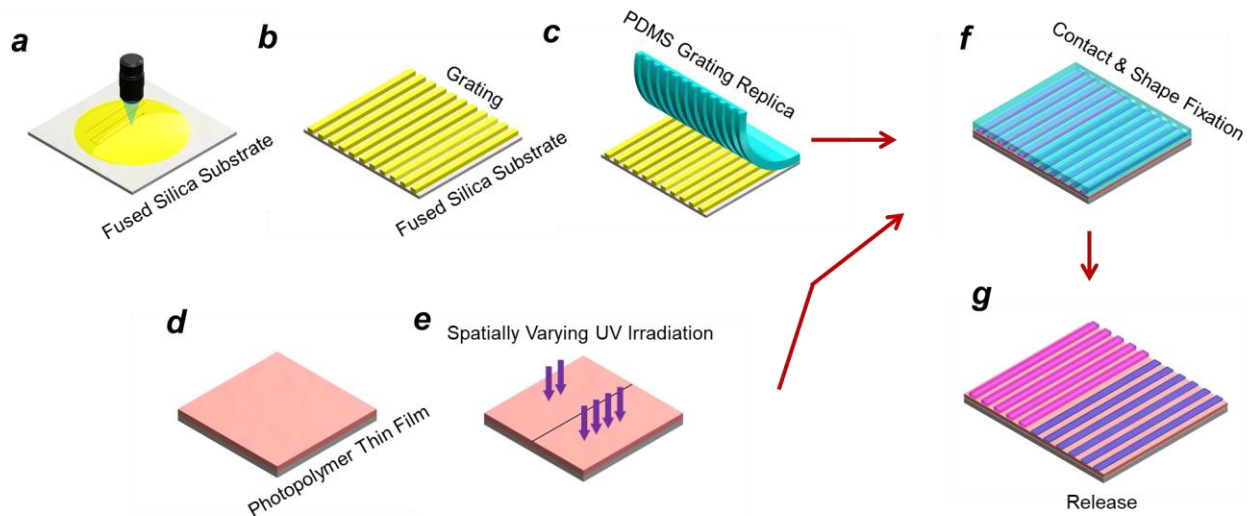 a
Fused Silica Substrate
b
Grating
Fused Silica Substrate
c
PDMS Grating Replica
d
Photopolymer Thin Film
e
Spatially Varying UV Irradiation
f
Contact & Shape Fixation
g
Release